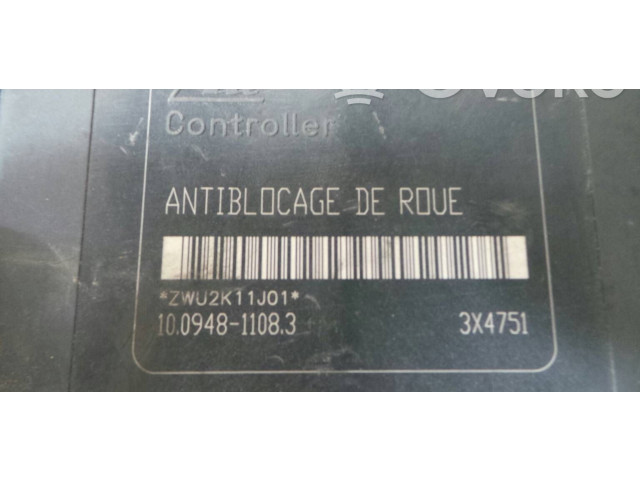 Controller
ANTIBLOCAGE DE ROUE
*ZWU2K11J01*
10.0948-1108.3
3X4751